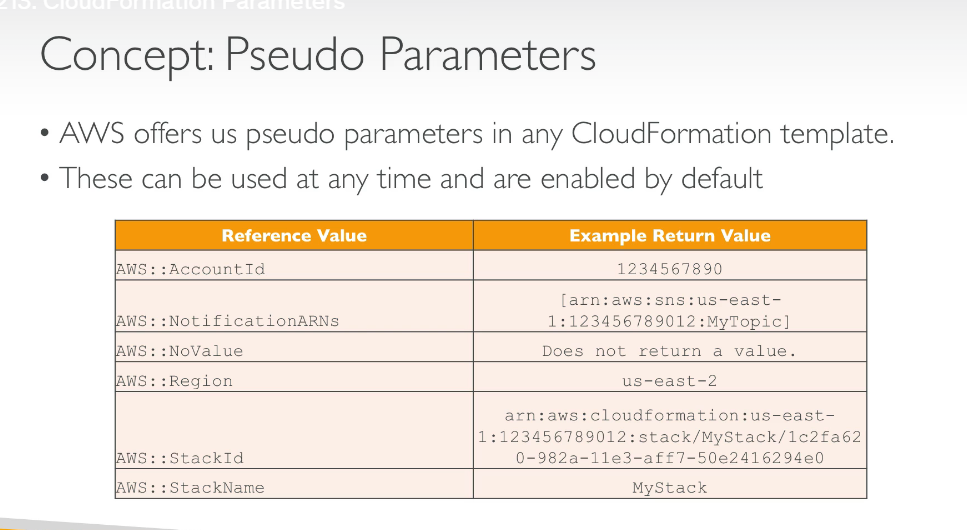 213. CloudFormation Parameters
Concept: Pseudo Parameters
• AWS offers us pseudo parameters in any CloudFormation template.
• These can be used at any time and are enabled by default
Reference Value Example Return Value
AWS::AccountId 1234567890
[arn:aws:sns:us-east-
AWS::NotificationARNs 1:123456789012:MyTopic]
AWS::NoValue Does not return a value.
AWS::Region us-east-2
arn:aws:cloudformation:us-east-
1:123456789012:stack/MyStack/1c2fa62
AWS::StackId 0-982a-11e3-aff7-50e2416294e0
AWS::StackName MyStack